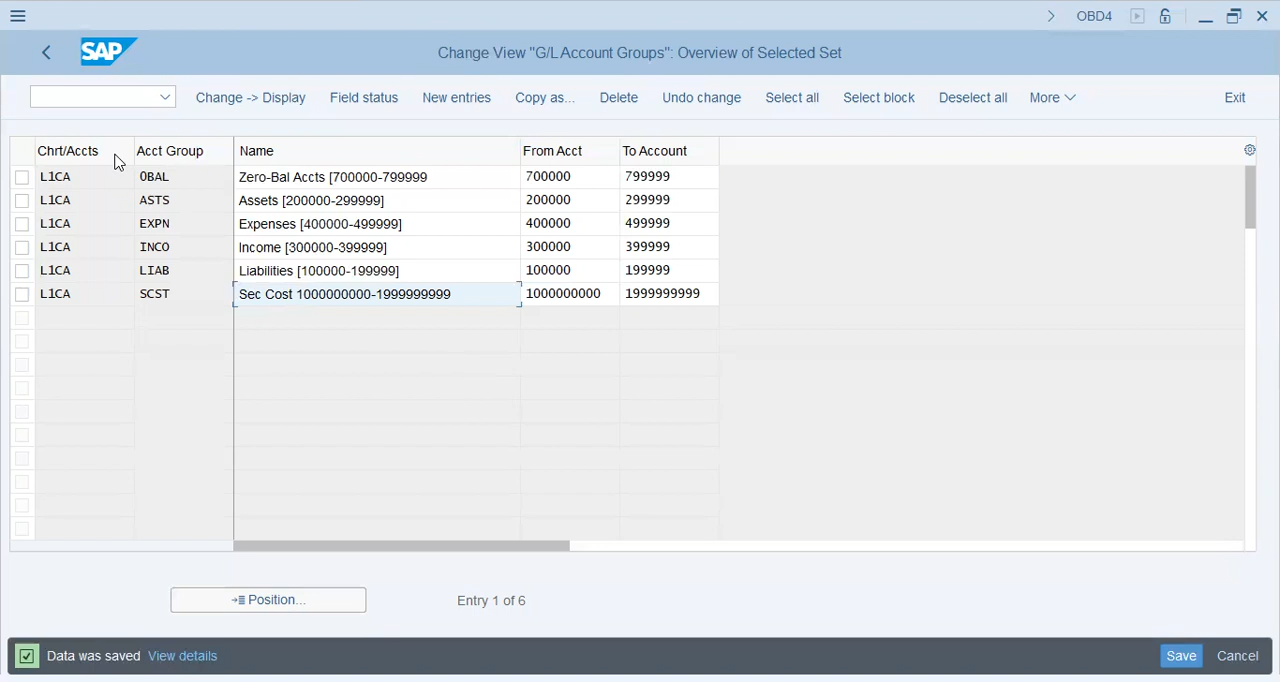 OBD4
SAP
Change View "G/L Account Groups": Overview of Selected Set
Change -> Display Field status New entries Copy as... Delete Undo change Select all Select block Deselect all More Exit
Chrt/Accts Acct Group Name From Acct To Account
L1CA 0BAL Zero-Bal Accts [700000-799999 700000 799999
L1CA ASTS Assets [200000-299999] 200000 299999
L1CA EXPN Expenses [400000-499999] 400000 499999
L1CA INCO Income [300000-399999] 300000 399999
L1CA LIAB Liabilities [100000-199999] 100000 199999
L1CA SCST Sec Cost 1000000000-1999999999 1000000000 1999999999
Position... Entry 1 of 6
Data was saved View details Save Cancel